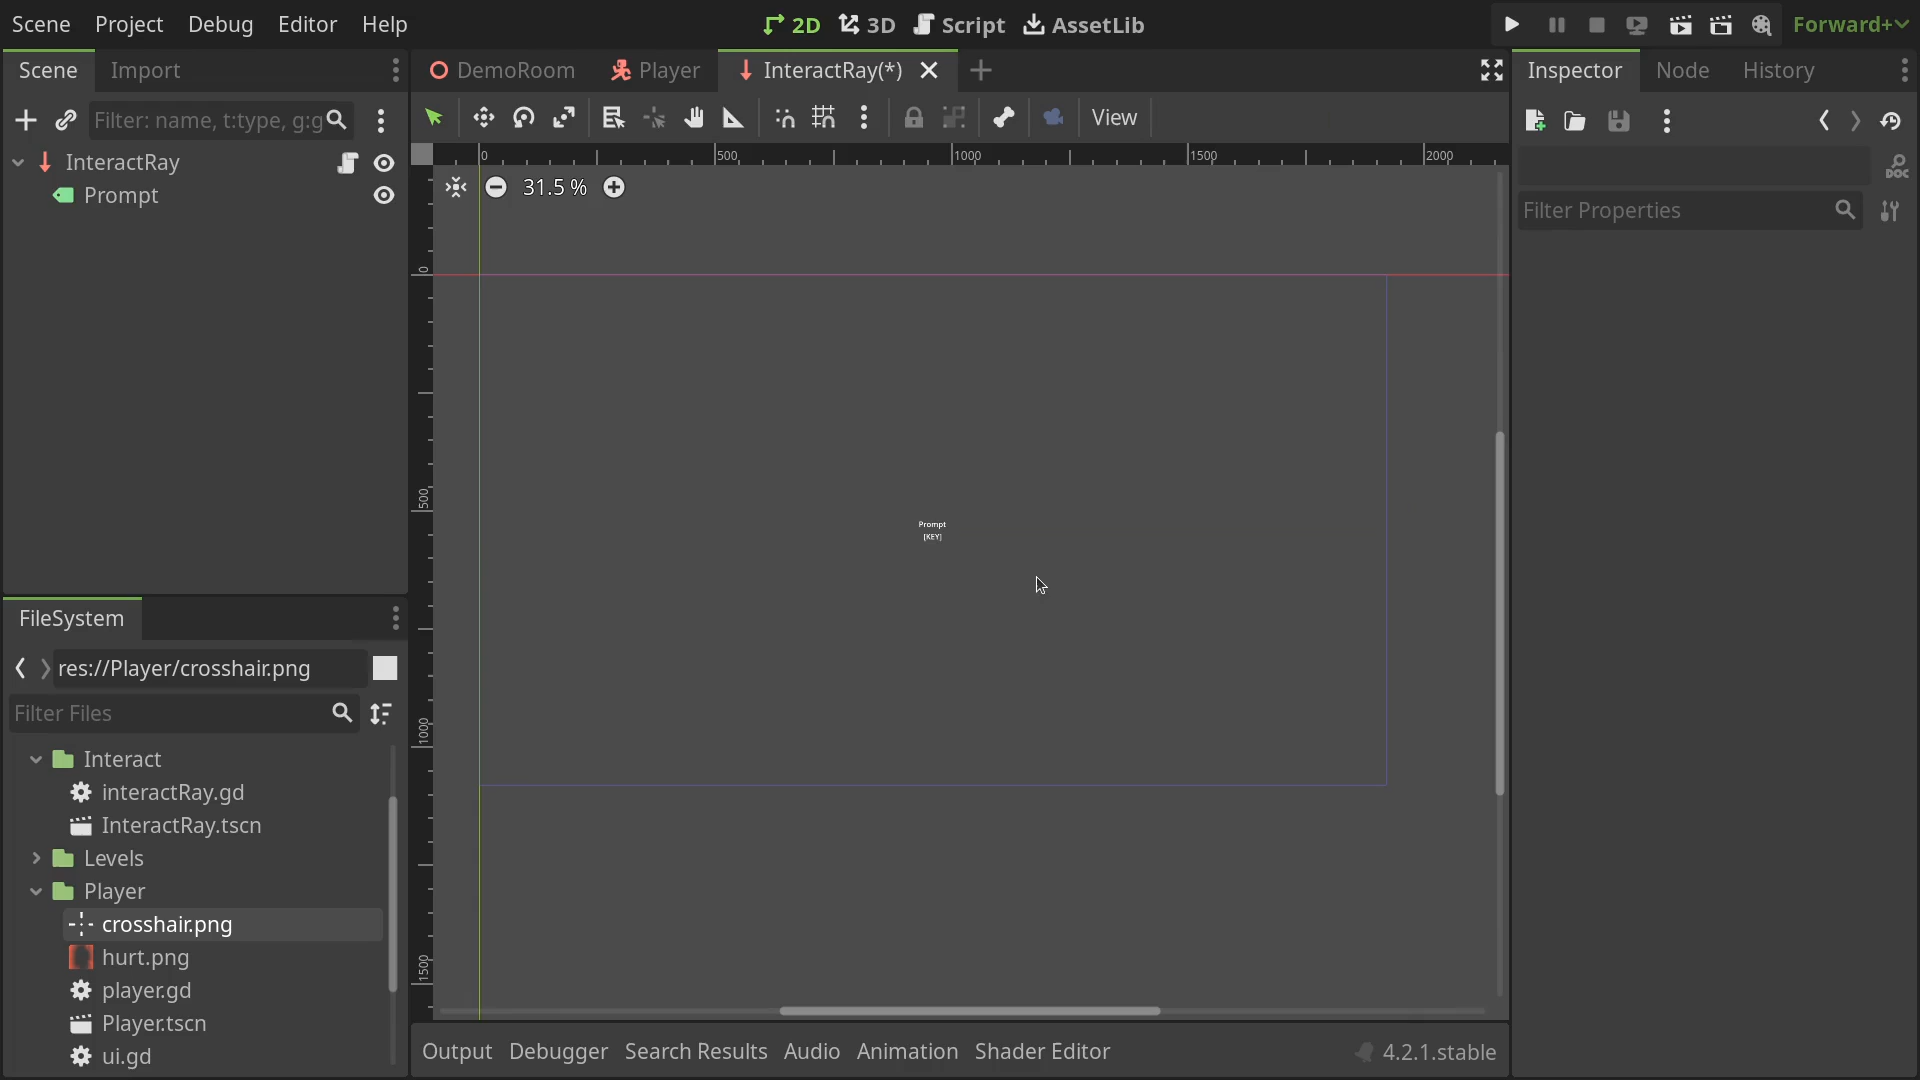 Scene Project Debug Editor Help
2D 3D Script AssetLib
Forward+
Scene Import
Filter: name, t:type, g:g
InteractRay
Prompt
FileSystem
res://Player/crosshair.png
Filter Files
Interact
interactRay.gd
InteractRay.tscn
Levels
Player
crosshair.png
hurt.png
player.gd
Player.tscn
ui.gd
DemoRoom Player InteractRay(*)
View
0 500 1000 1500 2000
31.5 %
0
500
1000
1500
Prompt
[KEY]
Output Debugger Search Results Audio Animation Shader Editor
4.2.1.stable
Inspector Node History
DOC
Filter Properties